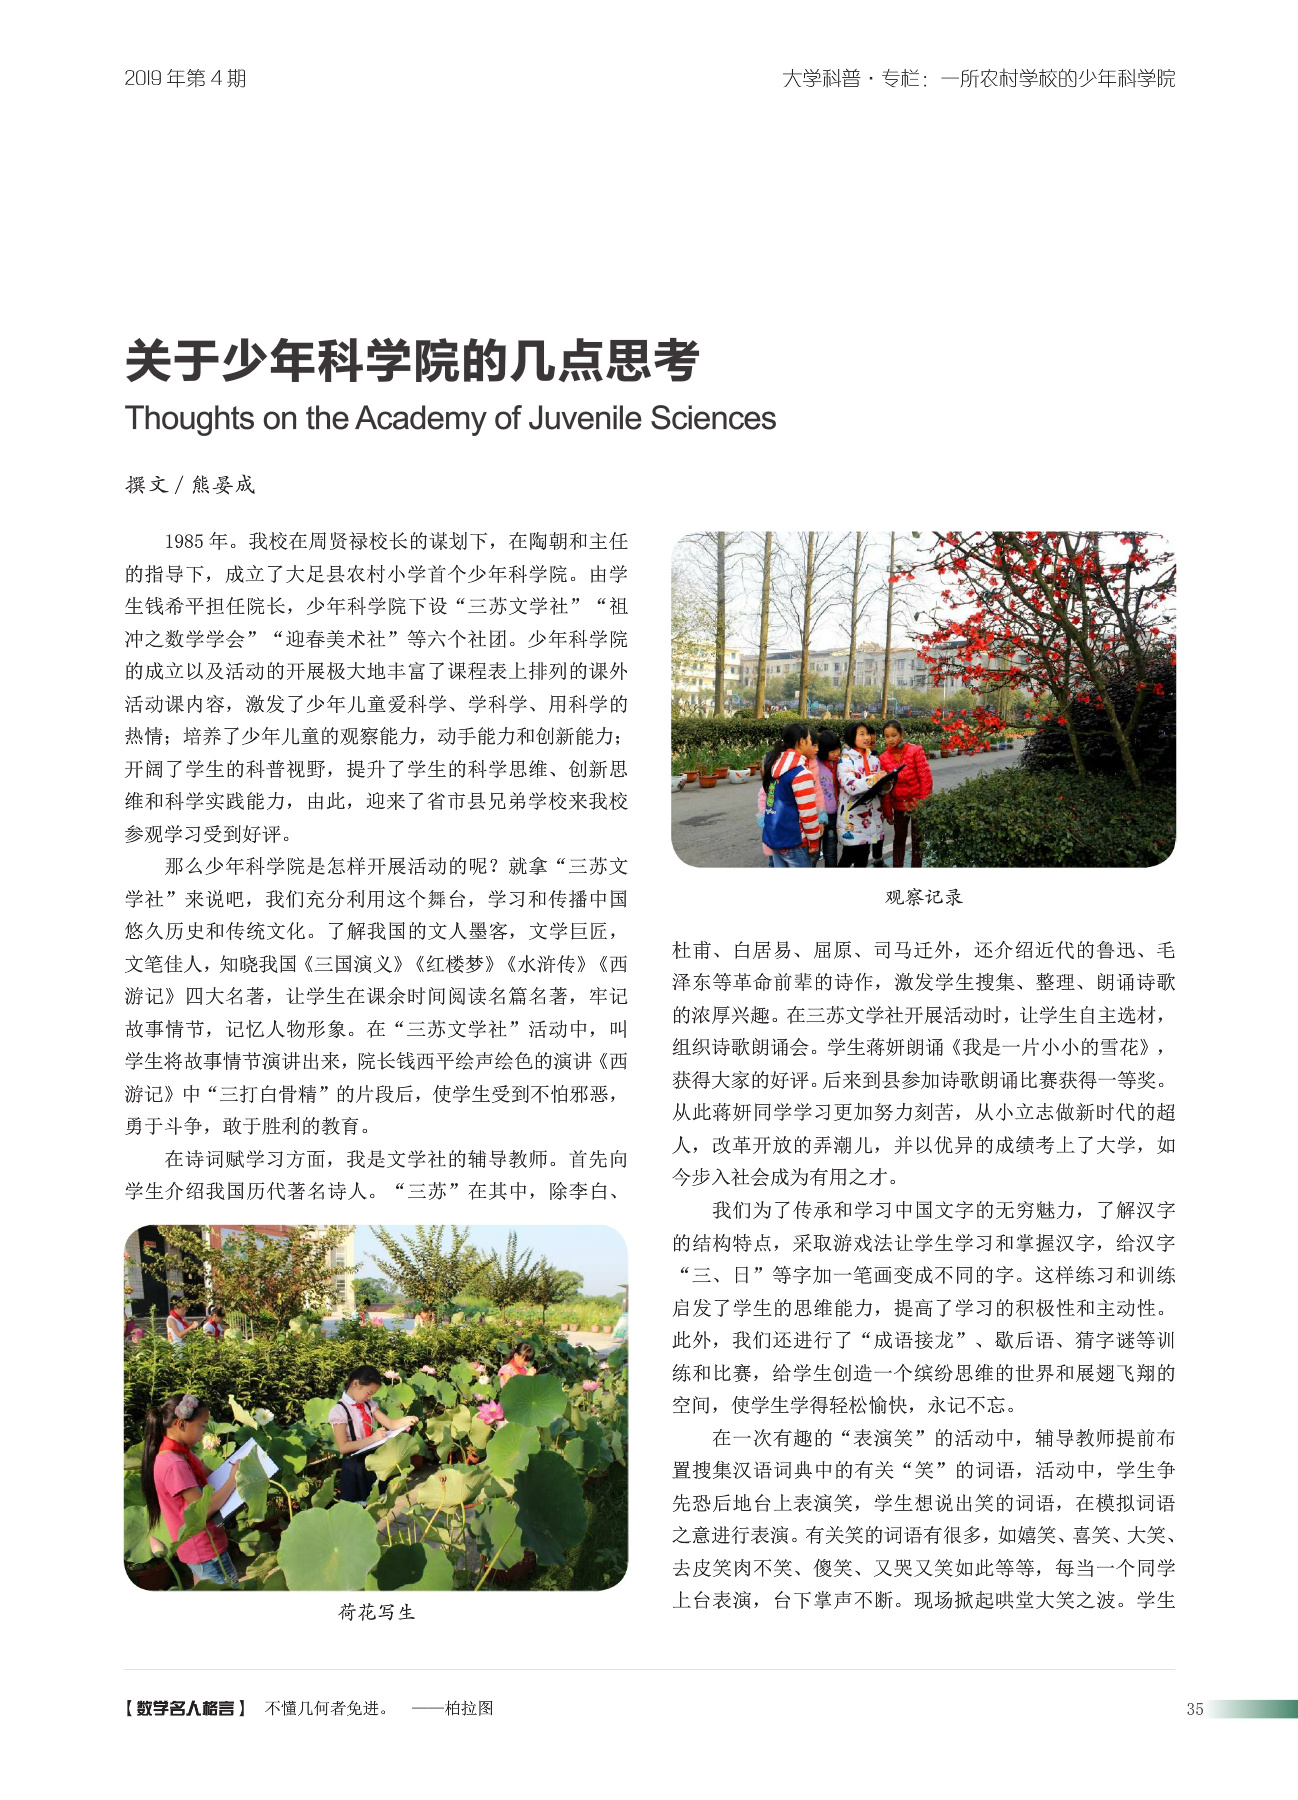 2019 年第 4 期
大学科普·专栏：一所农村学校的少年科学院
关于少年科学院的几点思考
Thoughts on the Academy of Juvenile Sciences
撰文 / 熊晏成
1985 年。我校在周贤禄校长的谋划下，在陶朝和主任
的指导下，成立了大足县农村小学首个少年科学院。由学
生钱希平担任院长，少年科学院下设“三苏文学社”“祖
冲之数学学会”“迎春美术社”等六个社团。少年科学院
的成立以及活动的开展极大地丰富了课程表上排列的课外
活动课内容，激发了少年儿童爱科学、学科学、用科学的
热情；培养了少年儿童的观察能力，动手能力和创新能力；
开阔了学生的科普视野，提升了学生的科学思维、创新思
维和科学实践能力，由此，迎来了省市县兄弟学校来我校
参观学习受到好评。
那么少年科学院是怎样开展活动的呢？就拿“三苏文
学社”来说吧，我们充分利用这个舞台，学习和传播中国
悠久历史和传统文化。了解我国的文人墨客，文学巨匠，
文笔佳人，知晓我国《三国演义》《红楼梦》《水浒传》《西
游记》四大名著，让学生在课余时间阅读名篇名著，牢记
故事情节，记忆人物形象。在“三苏文学社”活动中，叫
学生将故事情节演讲出来，院长钱西平绘声绘色的演讲《西
游记》中“三打白骨精”的片段后，使学生受到不怕邪恶，
勇于斗争，敢于胜利的教育。
在诗词赋学习方面，我是文学社的辅导教师。首先向
学生介绍我国历代著名诗人。“三苏”在其中，除李白、
荷花写生
观察记录
杜甫、白居易、屈原、司马迁外，还介绍近代的鲁迅、毛
泽东等革命前辈的诗作，激发学生搜集、整理、朗诵诗歌
的浓厚兴趣。在三苏文学社开展活动时，让学生自主选材，
组织诗歌朗诵会。学生蒋妍朗诵《我是一片小小的雪花》，
获得大家的好评。后来到县参加诗歌朗诵比赛获得一等奖。
从此蒋妍同学学习更加努力刻苦，从小立志做新时代的超
人，改革开放的弄潮儿，并以优异的成绩考上了大学，如
今步入社会成为有用之才。
我们为了传承和学习中国文字的无穷魅力，了解汉字
的结构特点，采取游戏法让学生学习和掌握汉字，给汉字
“三、日”等字加一笔画变成不同的字。这样练习和训练
启发了学生的思维能力，提高了学习的积极性和主动性。
此外，我们还进行了“成语接龙”、歇后语、猜字谜等训
练和比赛，给学生创造一个缤纷思维的世界和展翅飞翔的
空间，使学生学得轻松愉快，永记不忘。
在一次有趣的“表演笑”的活动中，辅导教师提前布
置搜集汉语词典中的有关“笑”的词语，活动中，学生争
先恐后地台上表演笑，学生想说出笑的词语，在模拟词语
之意进行表演。有关笑的词语有很多，如嬉笑、喜笑、大笑、
去皮笑肉不笑、傻笑、又哭又笑如此等等，每当一个同学
上台表演，台下掌声不断。现场掀起哄堂大笑之波。学生
【数学名人格言】 不懂几何者免进。 ——柏拉图
35